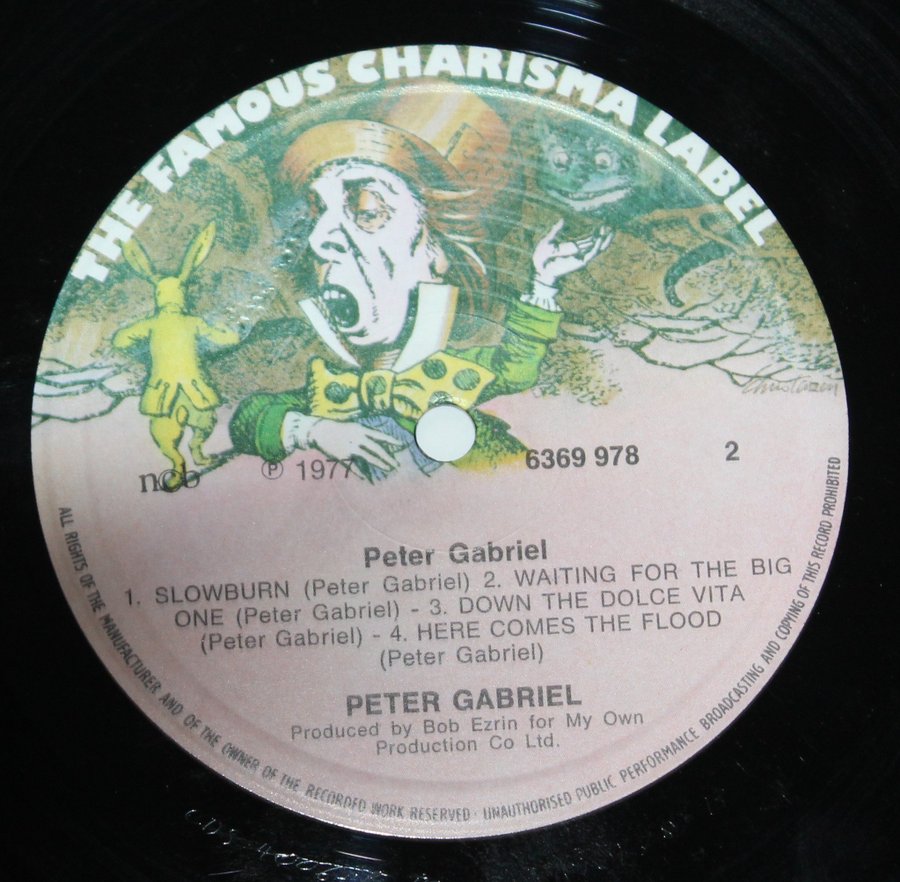 THE FAMOUS CHARISMA LABEL
Christensen
ncb ℗ 1977 6369 978 2
Peter Gabriel
1. SLOWBURN (Peter Gabriel) 2. WAITING FOR THE BIG
ONE (Peter Gabriel) - 3. DOWN THE DOLCE VITA
(Peter Gabriel) - 4. HERE COMES THE FLOOD
(Peter Gabriel)
PETER GABRIEL
Produced by Bob Ezrin for My Own
Production Co Ltd.
ALL RIGHTS OF THE MANUFACTURER AND OF THE OWNER OF THE RECORDED WORK RESERVED · UNAUTHORISED PUBLIC PERFORMANCE BROADCASTING AND COPYING OF THIS RECORD PROHIBITED